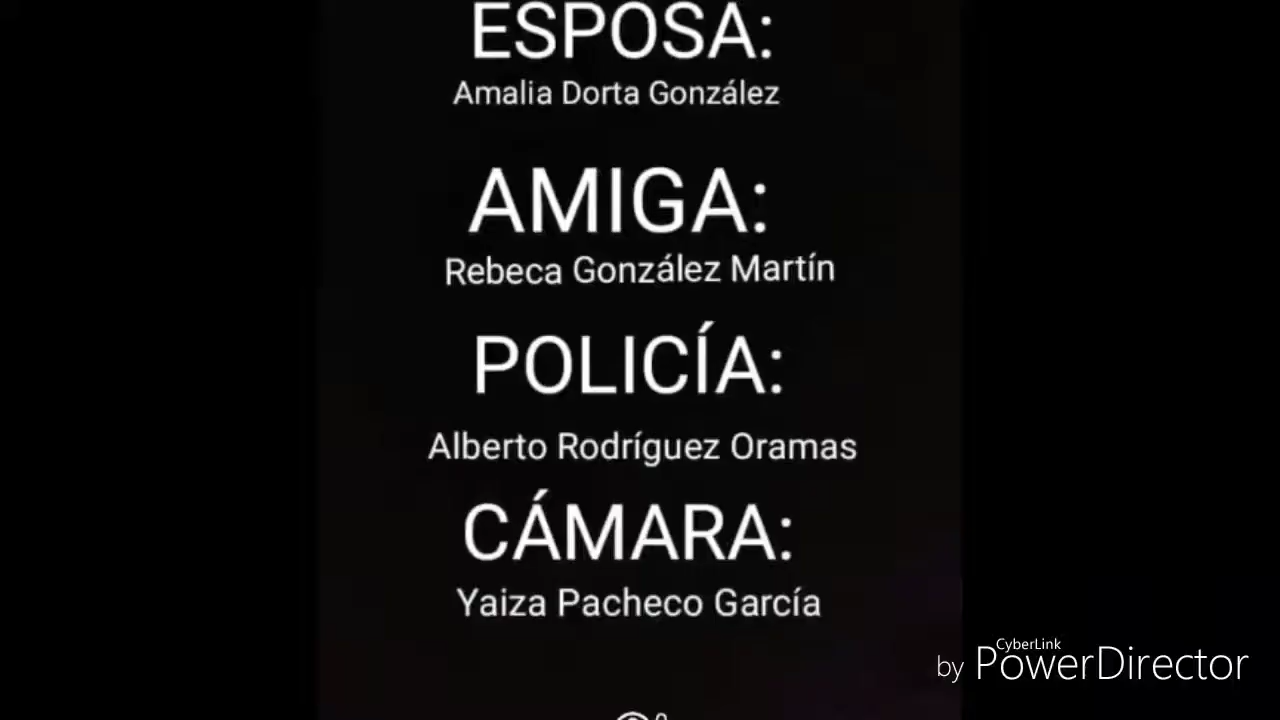 ESPOSA:
Amalia Dorta González
AMIGA:
Rebeca González Martín
POLICÍA:
Alberto Rodríguez Oramas
CÁMARA:
Yaiza Pacheco García
CyberLink
by PowerDirector